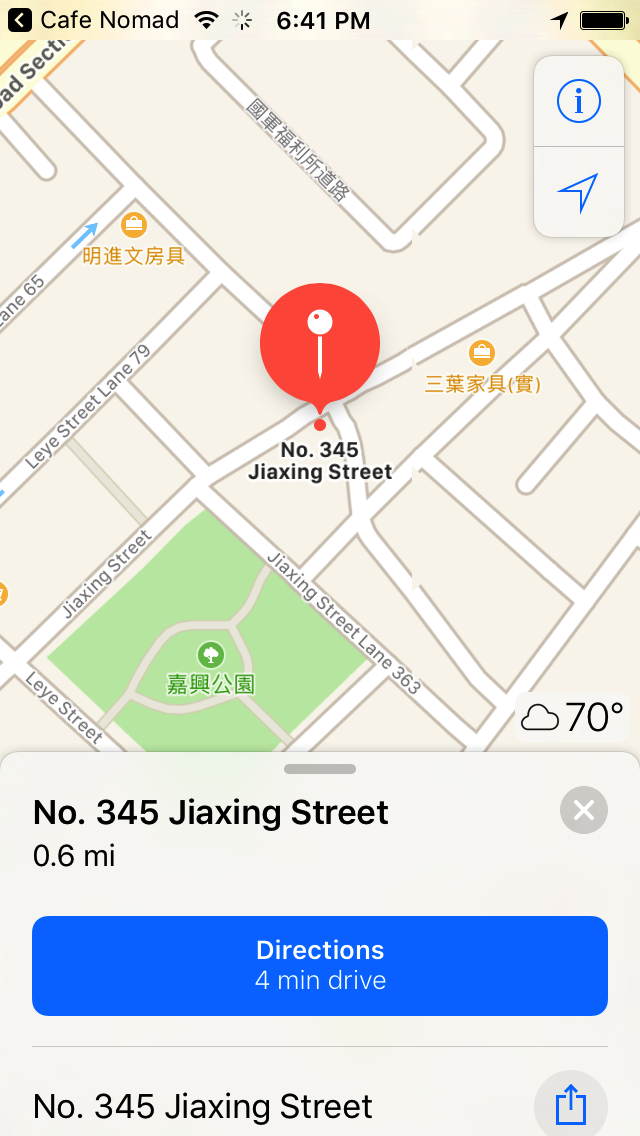 Cafe Nomad
6:41 PM
oad Secti
國軍福利所道路
明進文房具
ane 65
Leye Street Lane 79
三葉家具(實)
No. 345
Jiaxing Street
Jiaxing Street
Jiaxing Street Lane 363
嘉興公園
Leye Street
70°
No. 345 Jiaxing Street
0.6 mi
Directions
4 min drive
No. 345 Jiaxing Street